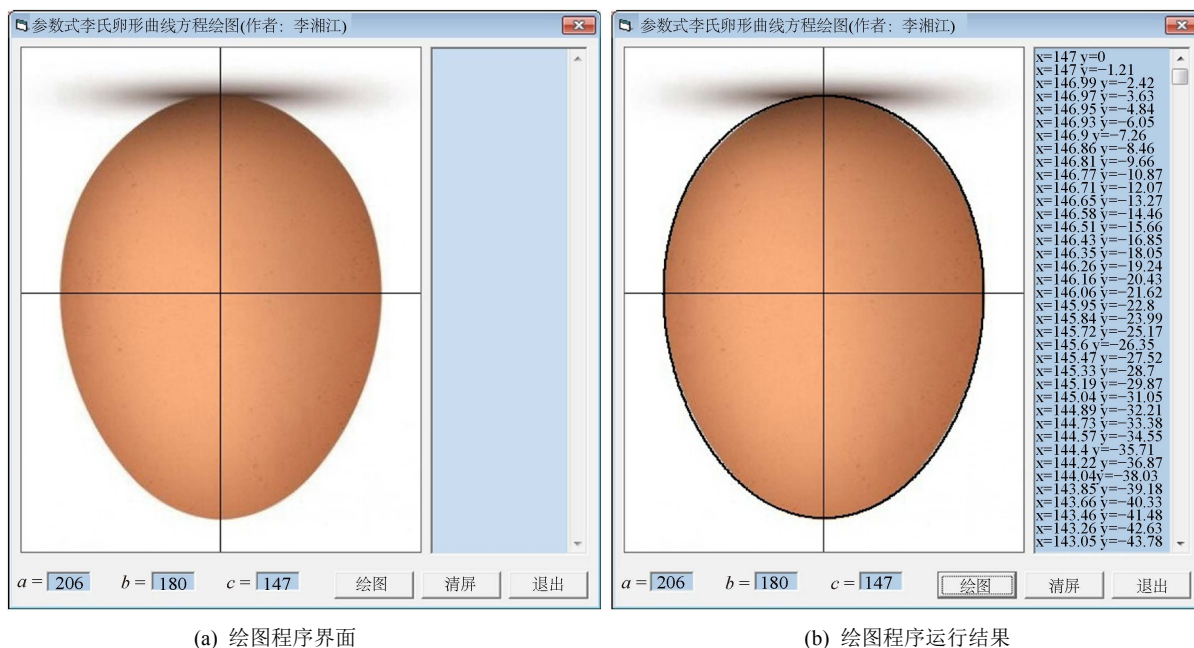 参数式李氏卵形曲线方程绘图(作者：李湘江)
a = 206 b = 180 c = 147 绘图 清屏 退出
(a) 绘图程序界面
参数式李氏卵形曲线方程绘图(作者：李湘江)
x=147 y=0
x=147 y=−1.21
x=146.99 y=−2.42
x=146.97 y=−3.63
x=146.95 y=−4.84
x=146.93 y=−6.05
x=146.9 y=−7.26
x=146.86 y=−8.46
x=146.81 y=−9.66
x=146.77 y=−10.87
x=146.71 y=−12.07
x=146.65 y=−13.27
x=146.58 y=−14.46
x=146.51 y=−15.66
x=146.43 y=−16.85
x=146.35 y=−18.05
x=146.26 y=−19.24
x=146.16 y=−20.43
x=146.06 y=−21.62
x=145.95 y=−22.8
x=145.84 y=−23.99
x=145.72 y=−25.17
x=145.6 y=−26.35
x=145.47 y=−27.52
x=145.33 y=−28.7
x=145.19 y=−29.87
x=145.04 y=−31.05
x=144.89 y=−32.21
x=144.73 y=−33.38
x=144.57 y=−34.55
x=144.4 y=−35.71
x=144.22 y=−36.87
x=144.04y=−38.03
x=143.85 y=−39.18
x=143.66 y=−40.33
x=143.46 y=−41.48
x=143.26 y=−42.63
x=143.05 y=−43.78
a = 206 b = 180 c = 147 绘图 清屏 退出
(b) 绘图程序运行结果